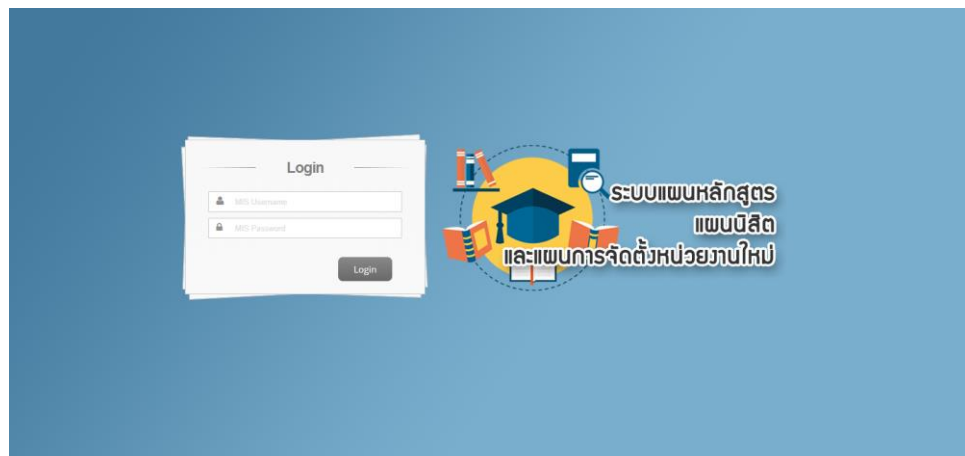 Login
MIS Username
MIS Password
Login
ระบบแผนหลักสูตร
แผนนิสิต
และแผนการจัดตั้งหน่วยงานใหม่